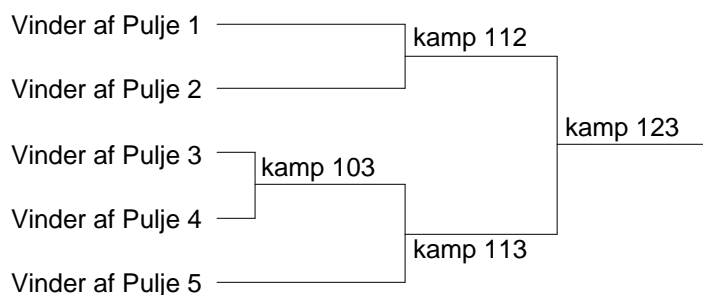 Vinder af Pulje 1
kamp 112
Vinder af Pulje 2
kamp 123
Vinder af Pulje 3
kamp 103
Vinder af Pulje 4
kamp 113
Vinder af Pulje 5